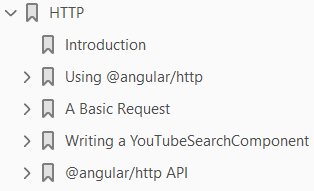 HTTP
Introduction
Using @angular/http
A Basic Request
Writing a YouTubeSearchComponent
@angular/http API